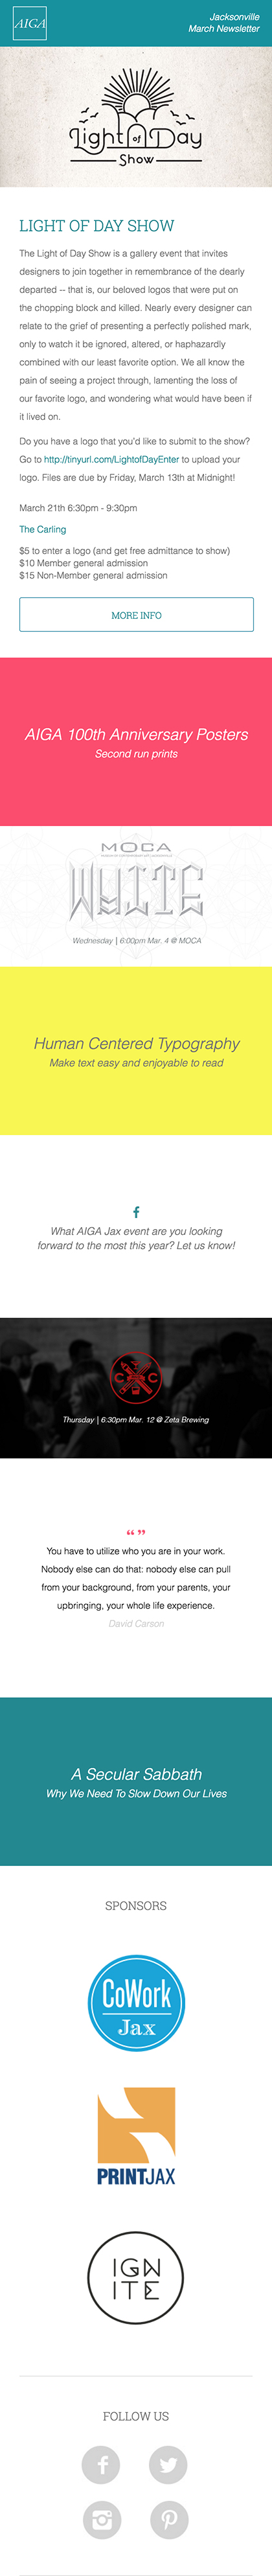 AIGA
Jacksonville
March Newsletter
Light of Day
Show
LIGHT OF DAY SHOW
The Light of Day Show is a gallery event that invites
designers to join together in remembrance of the dearly
departed -- that is, our beloved logos that were put on
the chopping block and killed. Nearly every designer can
relate to the grief of presenting a perfectly polished mark,
only to watch it be ignored, altered, or haphazardly
combined with our least favorite option. We all know the
pain of seeing a project through, lamenting the loss of
our favorite logo, and wondering what would have been if
it lived on.
Do you have a logo that you'd like to submit to the show?
Go to http://tinyurl.com/LightofDayEnter to upload your
logo. Files are due by Friday, March 13th at Midnight!
March 21th 6:30pm - 9:30pm
The Carling
$5 to enter a logo (and get free admittance to show)
$10 Member general admission
$15 Non-Member general admission
MORE INFO
AIGA 100th Anniversary Posters
Second run prints
MOCA
WHITE
Wednesday | 6:00pm Mar. 4 @ MOCA
Human Centered Typography
Make text easy and enjoyable to read
What AIGA Jax event are you looking
forward to the most this year? Let us know!
C C
Thursday | 6:30pm Mar. 12 @ Zeta Brewing
“ ”
You have to utilize who you are in your work.
Nobody else can do that: nobody else can pull
from your background, from your parents, your
upbringing, your whole life experience.
David Carson
A Secular Sabbath
Why We Need To Slow Down Our Lives
SPONSORS
CoWork
Jax
PRINTJAX
IGN
ITE
FOLLOW US